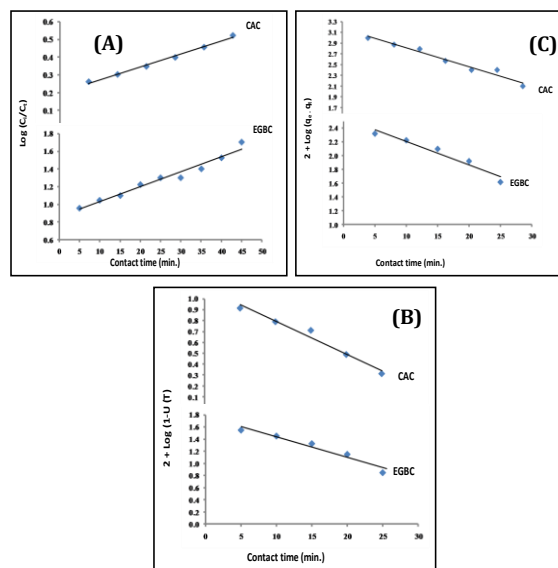 (A)
CAC
EGBC
Log (Cᵢ/Cₜ)
0.6
0.5
0.4
0.3
0.2
0.1
1.8
1.6
1.4
1.2
1.0
0.8
0.6
0 5 10 15 20 25 30 35 40 45 50
Contact time (min.)
(C)
CAC
EGBC
2 + Log (qₑ - qₜ)
3.3
3.1
2.9
2.7
2.5
2.3
2.1
1.9
1.7
2.4
2.2
2.0
1.8
1.6
1.4
1.2
1.0
0 5 10 15 20 25 30
Contact time (min.)
(B)
CAC
EGBC
2 + Log (1-U (T)
1.0
0.9
0.8
0.7
0.6
0.5
0.4
0.3
0.2
0.1
1.8
1.6
1.4
1.2
1.0
0.8
0.6
0.4
0.2
0.0
0 5 10 15 20 25 30
Contact time (min.)